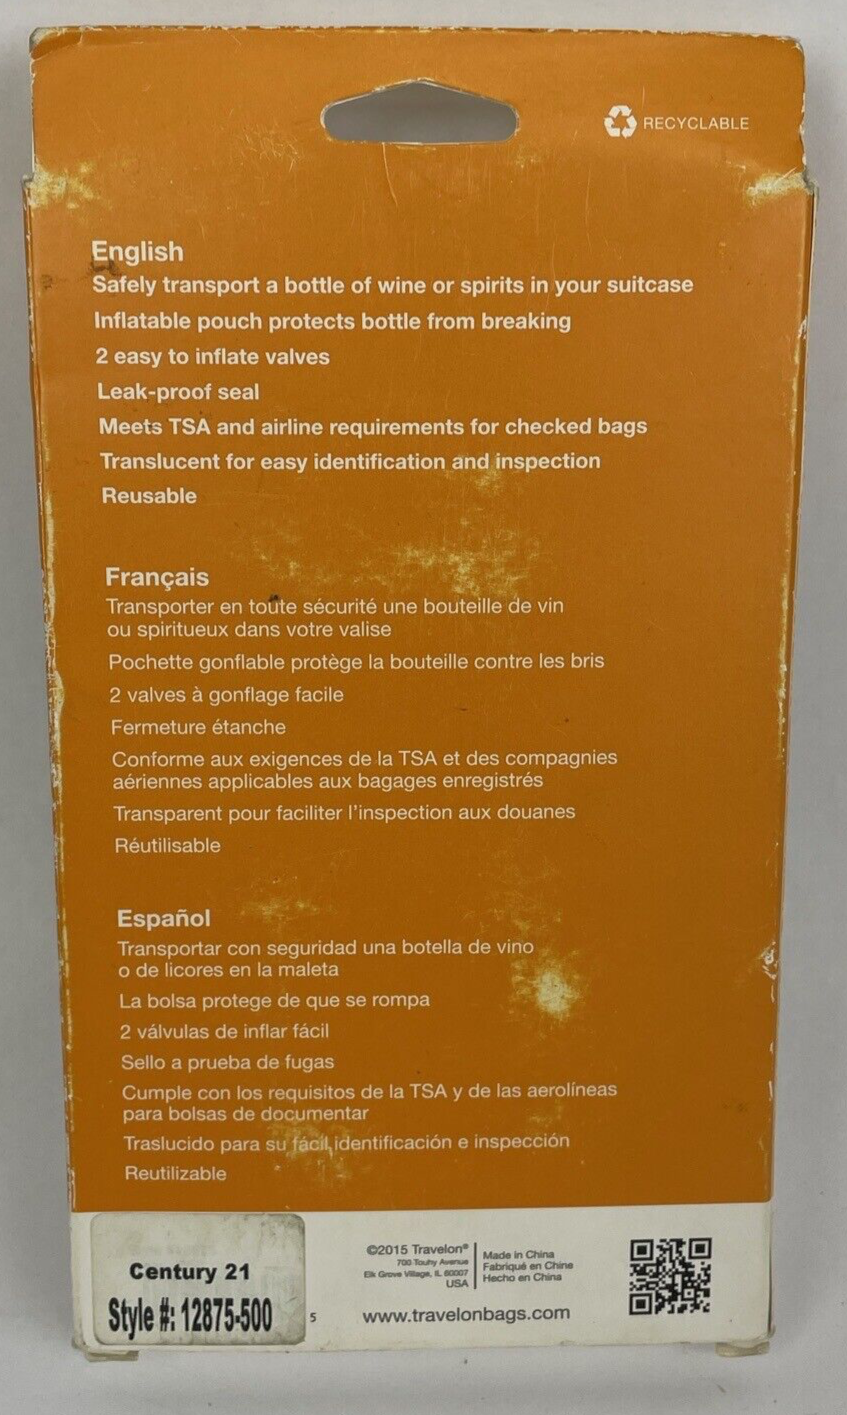 RECYCLABLE
English
Safely transport a bottle of wine or spirits in your suitcase
Inflatable pouch protects bottle from breaking
2 easy to inflate valves
Leak-proof seal
Meets TSA and airline requirements for checked bags
Translucent for easy identification and inspection
Reusable
Français
Transporter en toute sécurité une bouteille de vin
ou spiritueux dans votre valise
Pochette gonflable protège la bouteille contre les bris
2 valves à gonflage facile
Fermeture étanche
Conforme aux exigences de la TSA et des compagnies
aériennes applicables aux bagages enregistrés
Transparent pour faciliter l'inspection aux douanes
Réutilisable
Español
Transportar con seguridad una botella de vino
o de licores en la maleta
La bolsa protege de que se rompa
2 válvulas de inflar fácil
Sello a prueba de fugas
Cumple con los requisitos de la TSA y de las aerolíneas
para bolsas de documentar
Traslucido para su fácil identificación e inspección
Reutilizable
Century 21
Style #: 12875-500
5
©2015 Travelon®
700 Touhy Avenue
Elk Grove Village, IL 60007
USA
Made in China
Fabriqué en Chine
Hecho en China
www.travelonbags.com